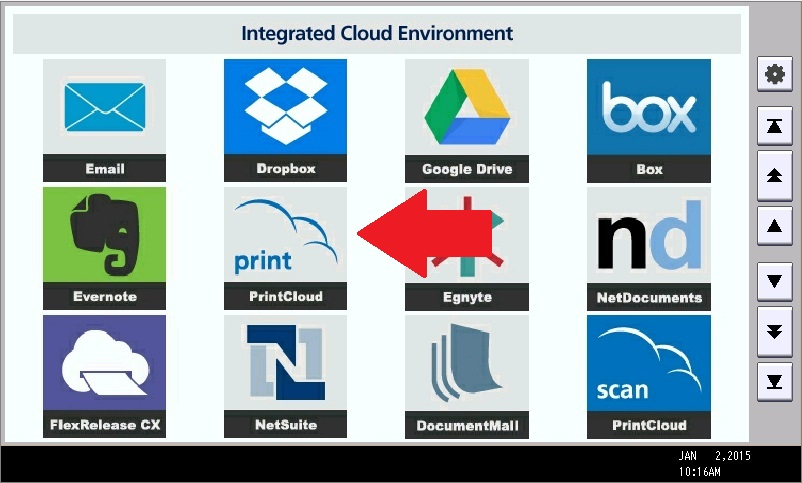 Integrated Cloud Environment
box
Email
Dropbox
Google Drive
Box
print
nd
Evernote
PrintCloud
Egnyte
NetDocuments
N
scan
FlexRelease CX
NetSuite
DocumentMall
PrintCloud
JAN 2,2015
10:16AM